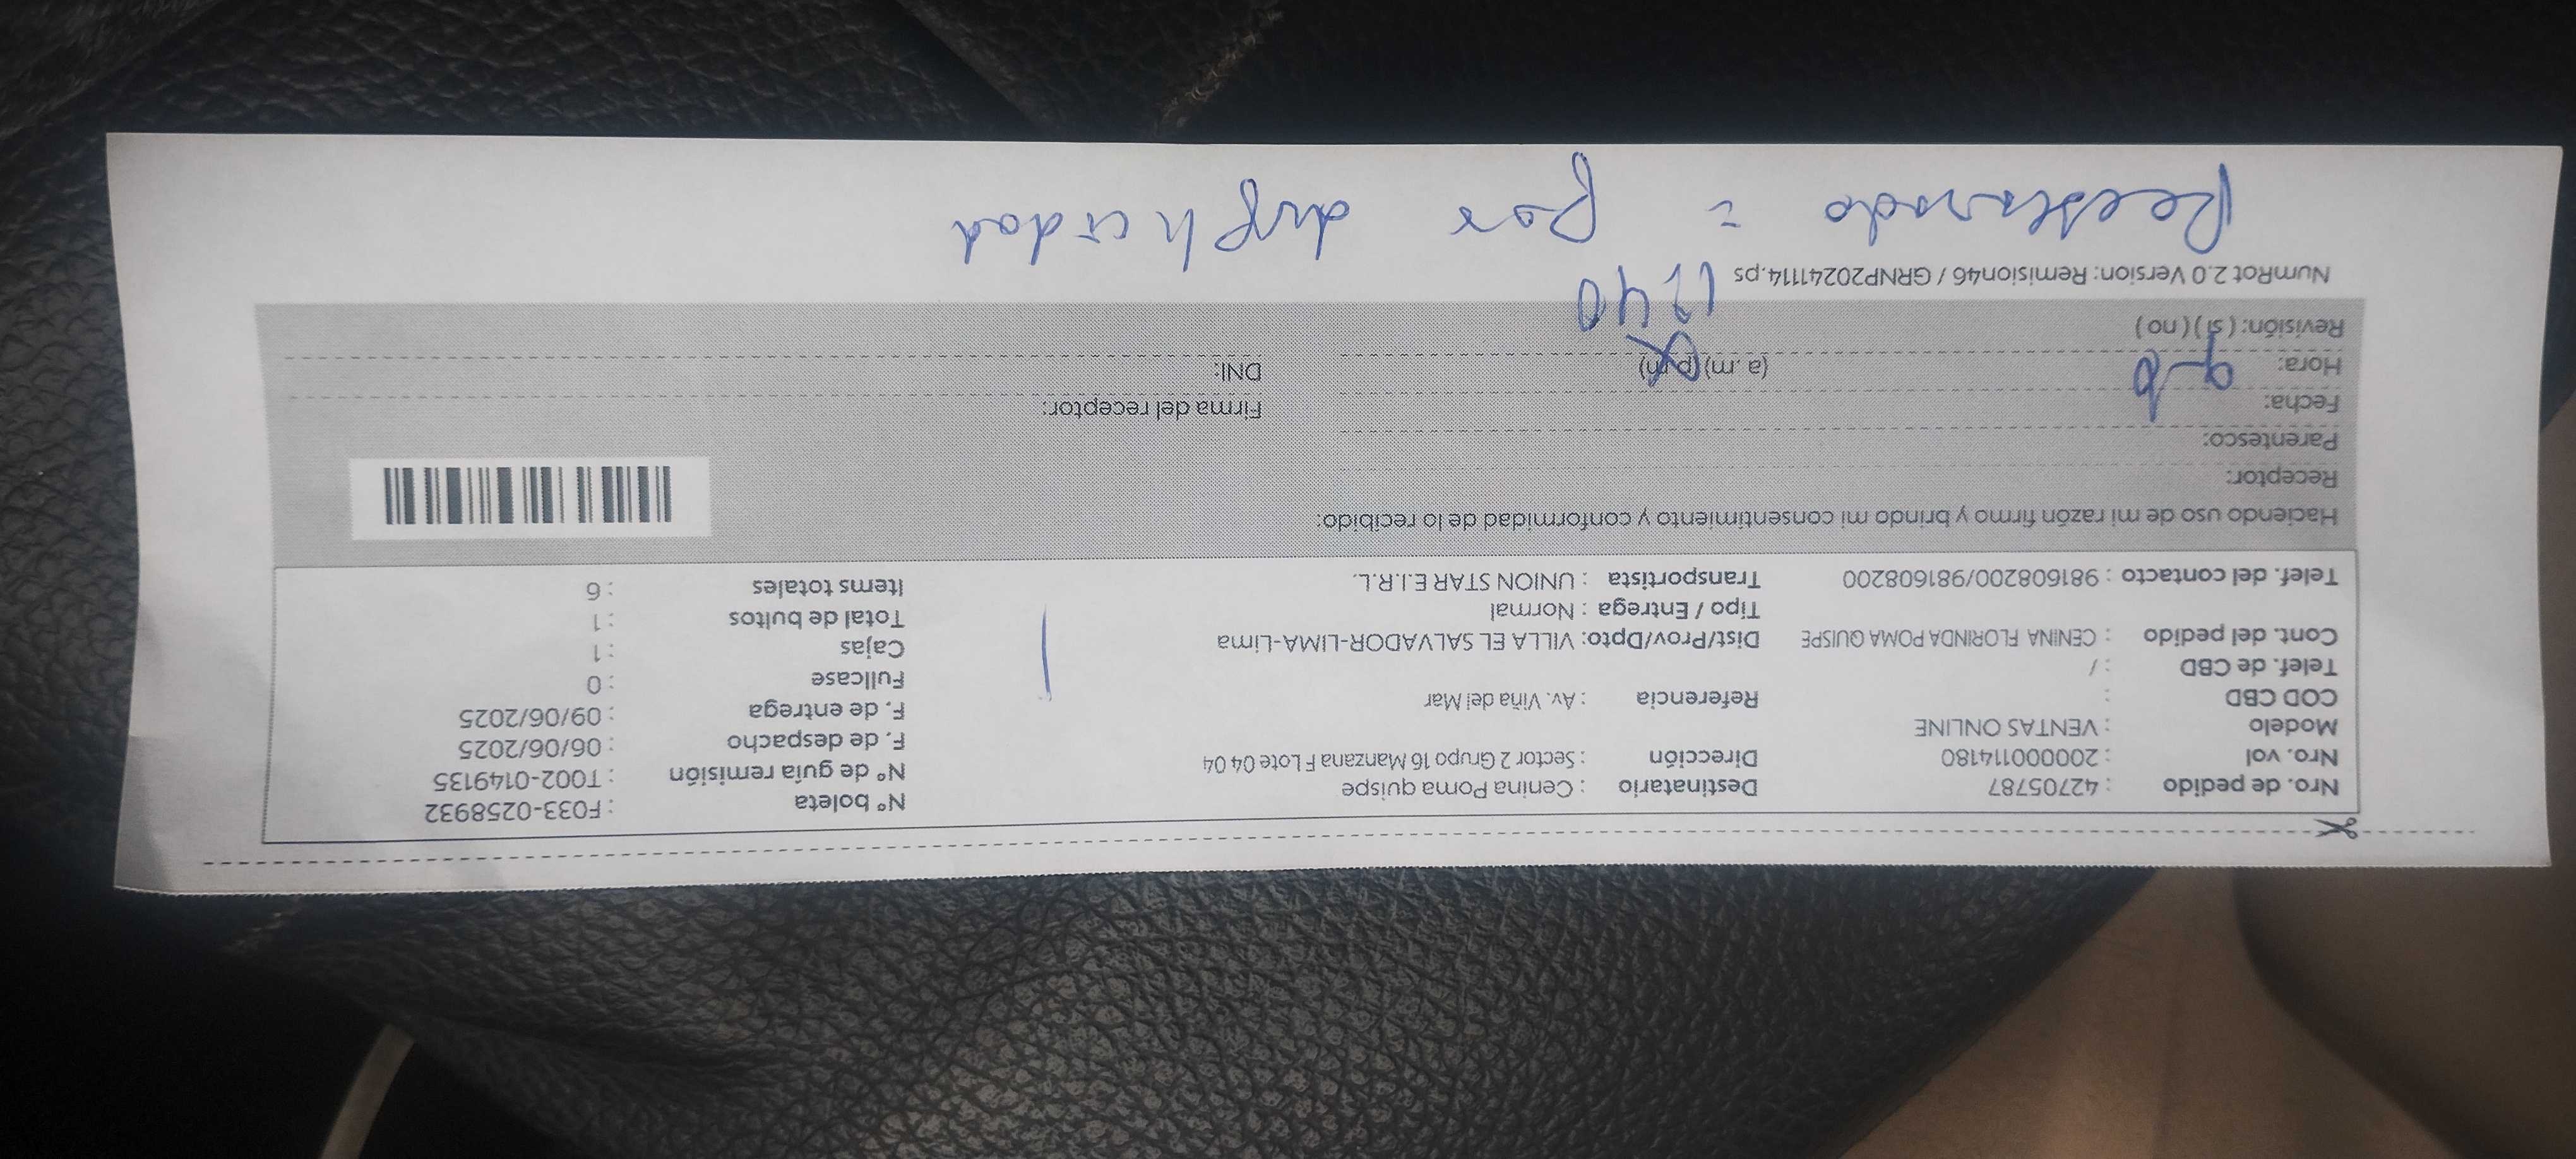 Nro. de pedido : 42705787 Destinatario : Cenina Poma quispe N° boleta : F033-0258932
Nro. vol : 200000114180 Dirección : Sector 2 Grupo 16 Manzana F Lote 04 04 N° de guía remisión : T002-0149135
Modelo : VENTAS ONLINE F. de despacho : 06/06/2025
COD CBD : Referencia : Av. Viña del Mar F. de entrega : 09/06/2025
Telef. de CBD : / Fullcase : 0
Cont. del pedido : CENINA FLORINDA POMA QUISPE Dist/Prov/Dpto: VILLA EL SALVADOR-LIMA-Lima Cajas : 1
Tipo / Entrega : Normal Total de bultos : 1
Telef. del contacto : 981608200/981608200 Transportista : UNION STAR E.I.R.L. Items totales : 6
Haciendo uso de mi razón firmo y brindo mi consentimiento y conformidad de lo recibido:
Receptor:
Parentesco:
Fecha: Firma del receptor:
Hora: 9-6 (a.m) (p.m) DNI:
Revisión: (si) (no)
1240
NumRot 2.0 Version: Remision46 / GRNP20241114.ps
por duplicidad